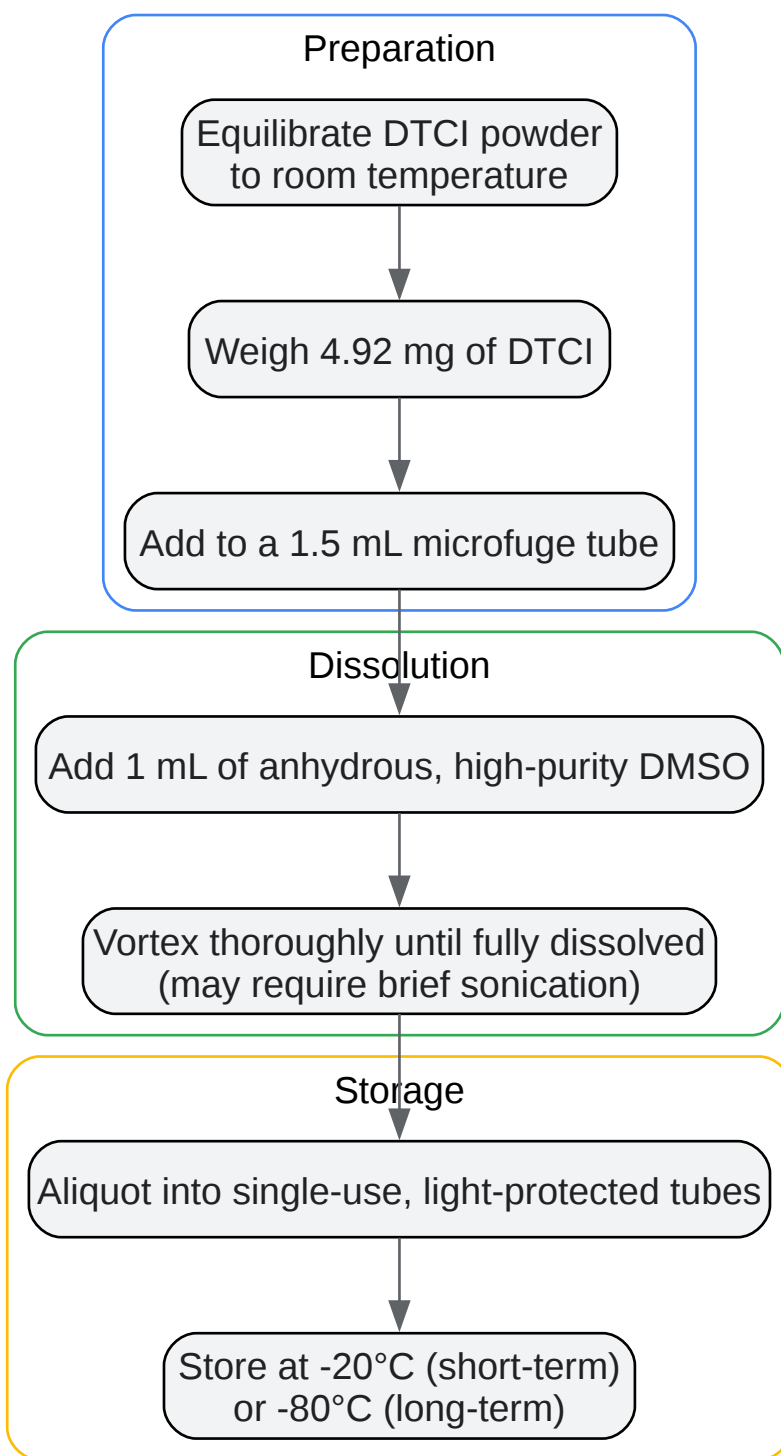 Preparation
Equilibrate DTCI powder
to room temperature
Weigh 4.92 mg of DTCI
Add to a 1.5 mL microfuge tube
Dissolution
Add 1 mL of anhydrous, high-purity DMSO
Vortex thoroughly until fully dissolved
(may require brief sonication)
Storage
Aliquot into single-use, light-protected tubes
Store at -20°C (short-term)
or -80°C (long-term)